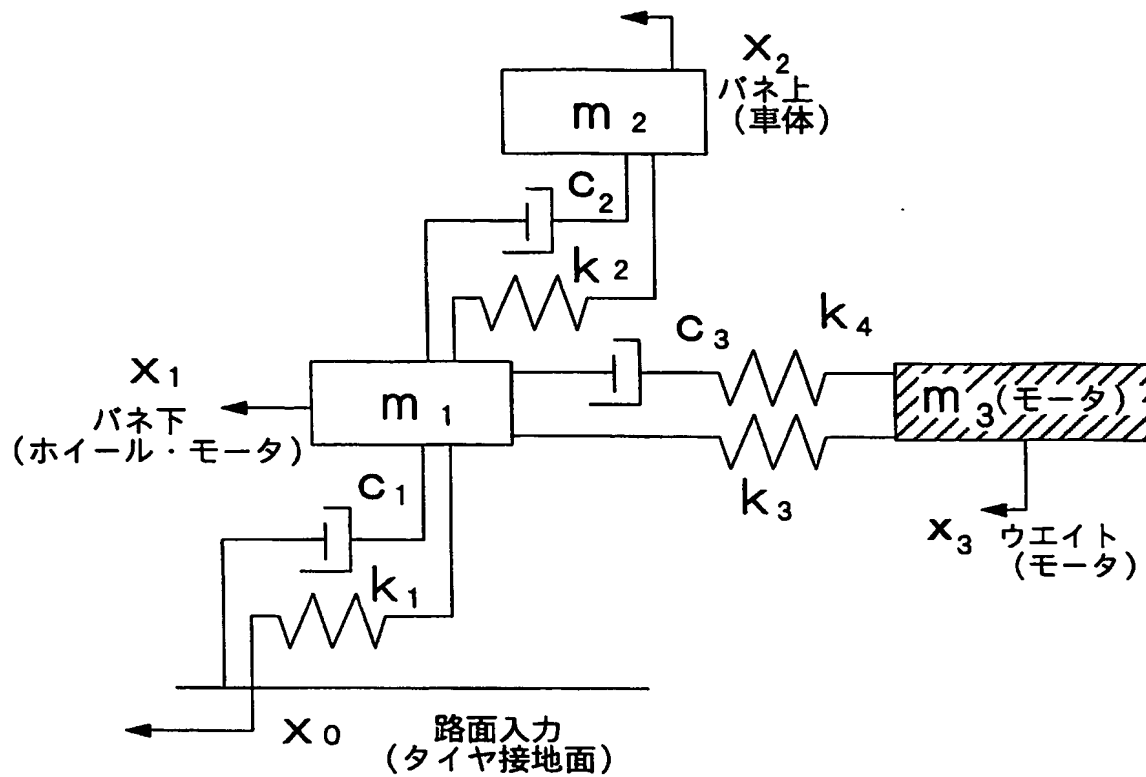 x₂
バネ上
(車体)
m₂
c₂
k₂
c₃
k₄
x₁
バネ下
(ホイール・モータ)
m₁
m₃(モータ)
k₃
c₁
x₃
ウエイト
(モータ)
k₁
x₀
路面入力
(タイヤ接地面)